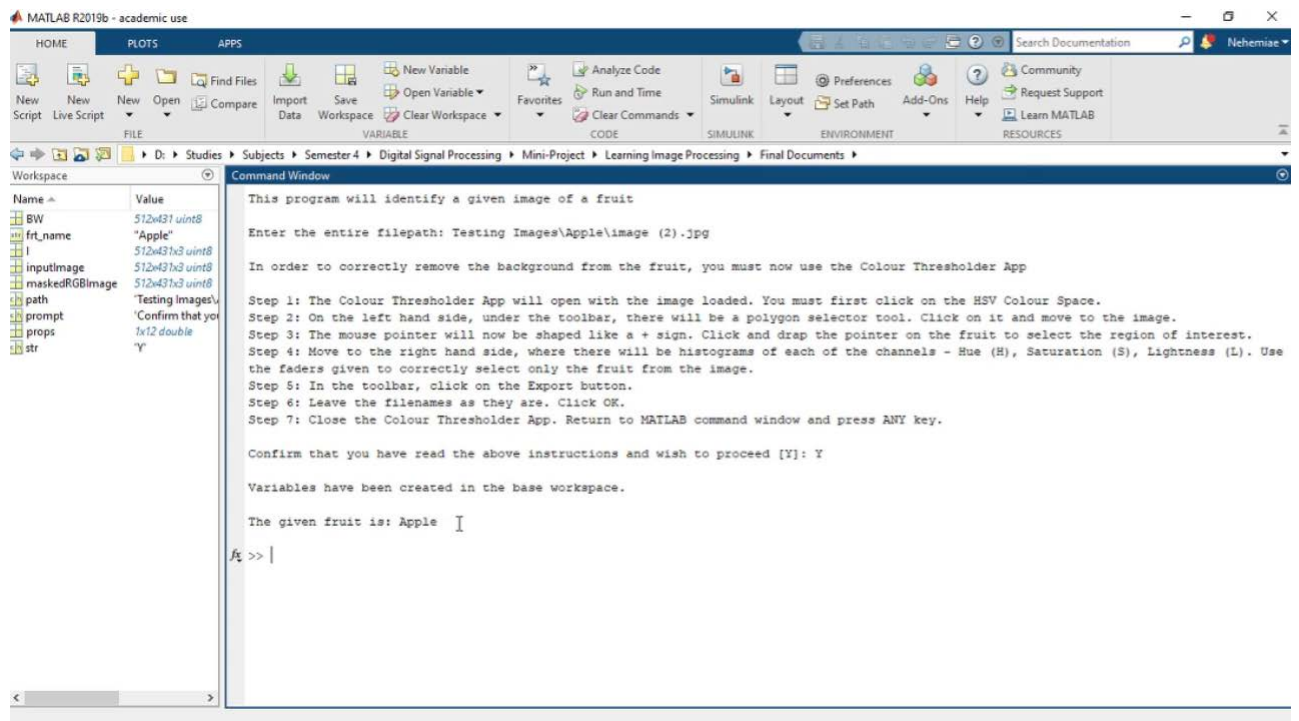 MATLAB R2019b - academic use
HOME PLOTS APPS
Search Documentation
Nehemiae
New Script
New Live Script
New
Open
Find Files
Compare
Import Data
Save Workspace
New Variable
Open Variable
Clear Workspace
Favorites
Analyze Code
Run and Time
Clear Commands
Simulink
Layout
Preferences
Set Path
Add-Ons
Help
Community
Request Support
Learn MATLAB
FILE VARIABLE CODE SIMULINK ENVIRONMENT RESOURCES
D: Studies Subjects Semester 4 Digital Signal Processing Mini-Project Learning Image Processing Final Documents
Workspace
Name Value
BW 512x431 uint8
frt_name "Apple"
I 512x431x3 uint8
inputImage 512x431x3 uint8
maskedRGBImage 512x431x3 uint8
path 'Testing Images\
prompt 'Confirm that you
props 1x12 double
str 'Y'
Command Window
This program will identify a given image of a fruit
Enter the entire filepath: Testing Images\Apple\image (2).jpg
In order to correctly remove the background from the fruit, you must now use the Colour Thresholder App
Step 1: The Colour Thresholder App will open with the image loaded. You must first click on the HSV Colour Space.
Step 2: On the left hand side, under the toolbar, there will be a polygon selector tool. Click on it and move to the image.
Step 3: The mouse pointer will now be shaped like a + sign. Click and drap the pointer on the fruit to select the region of interest.
Step 4: Move to the right hand side, where there will be histograms of each of the channels - Hue (H), Saturation (S), Lightness (L). Use
the faders given to correctly select only the fruit from the image.
Step 5: In the toolbar, click on the Export button.
Step 6: Leave the filenames as they are. Click OK.
Step 7: Close the Colour Thresholder App. Return to MATLAB command window and press ANY key.
Confirm that you have read the above instructions and wish to proceed [Y]: Y
Variables have been created in the base workspace.
The given fruit is: Apple
fx >>